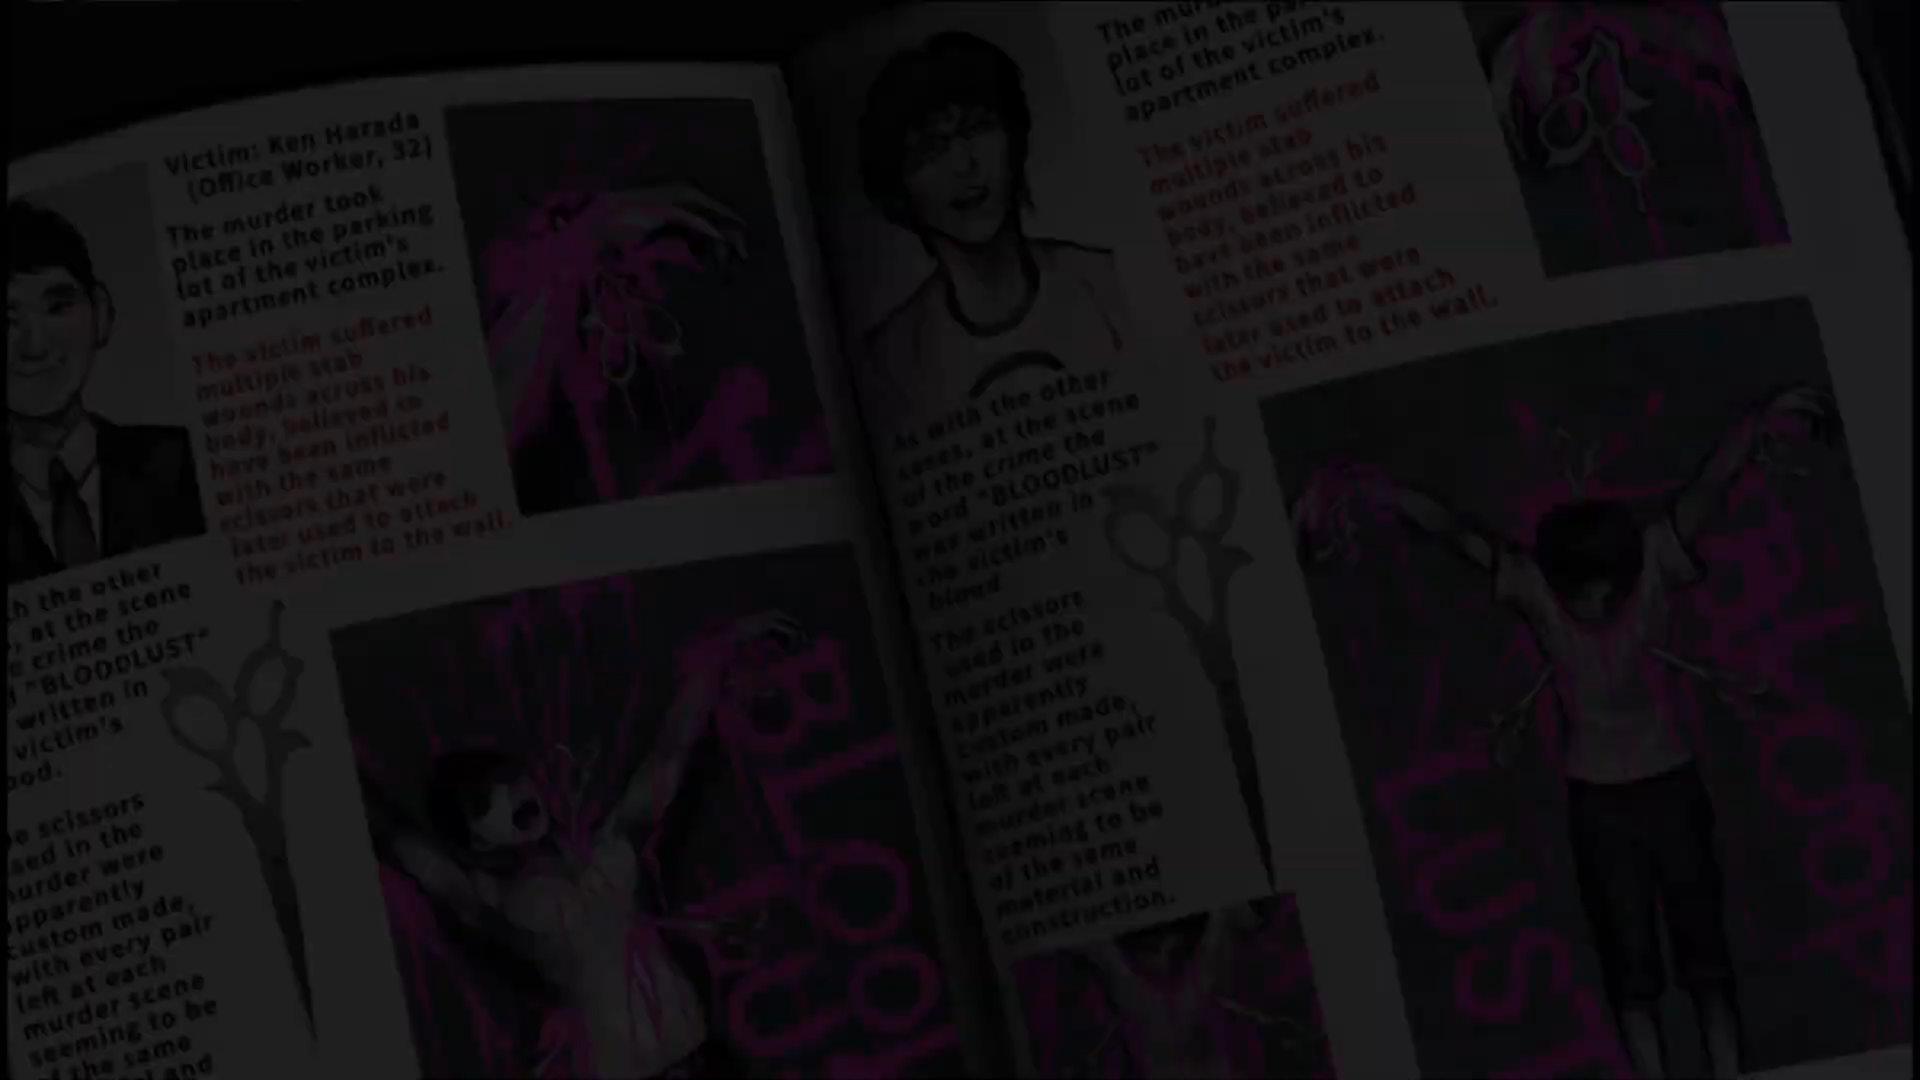 Victim: Ken Harada
(Office Worker, 32)
The murder took
place in the parking
lot of the victim's
apartment complex.
The victim suffered
multiple stab
wounds across his
body, believed to
have been inflicted
with the same
scissors that were
later used to attach
the victim to the wall.
the other
at the scene
crime the
"BLOODLUST"
written in
victim's
scissors
in the
murder were
apparently
custom made,
with every pair
left at each
murder scene
seeming to be
of the same
and
BLOO
The
place in the
lot of the victim's
apartment complex.
The victim suffered
multiple stab
wounds across his
body, believed to
have been inflicted
with the same
scissors that were
later used to attach
the victim to the wall.
As with the other
cases, at the scene
of the crime the
word "BLOODLUST"
was written in
the victim's
blood
The scissors
used in the
murder were
apparently
custom made,
with every pair
left at each
murder scene
seeming to be
of the same
material and
construction.
BLOOD
LUST